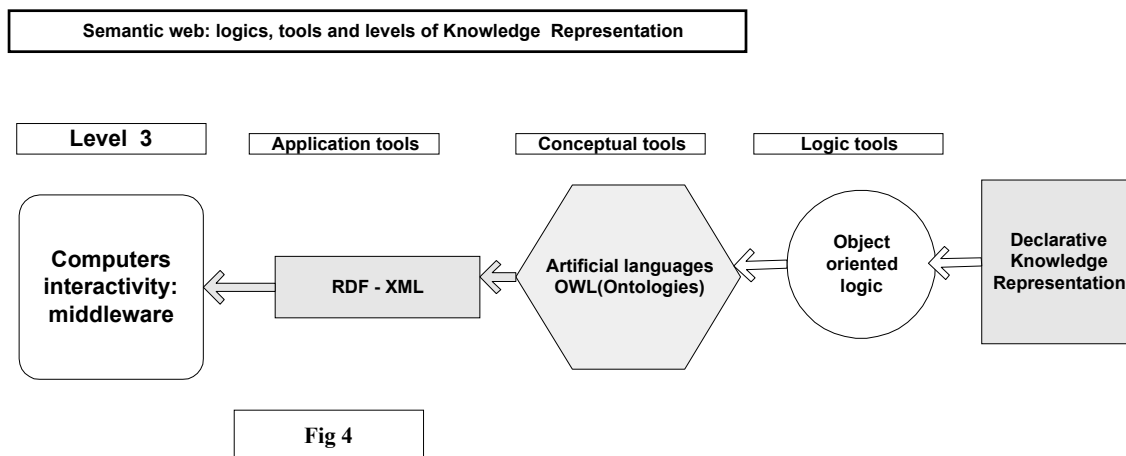 Semantic web: logics, tools and levels of Knowledge Representation
Level 3
Application tools
Conceptual tools
Logic tools
Computers
interactivity:
middleware
RDF - XML
Artificial languages
OWL(Ontologies)
Object
oriented
logic
Declarative
Knowledge
Representation
Fig 4